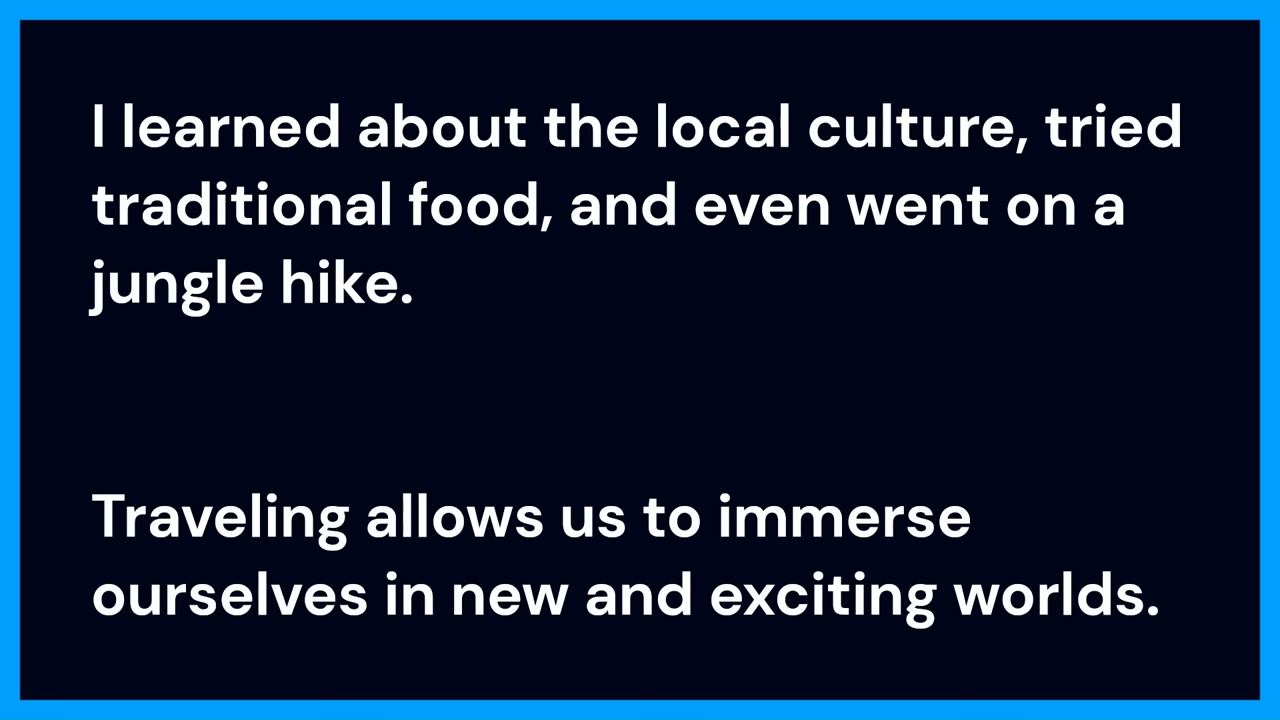 I learned about the local culture, tried
traditional food, and even went on a
jungle hike.
Traveling allows us to immerse
ourselves in new and exciting worlds.